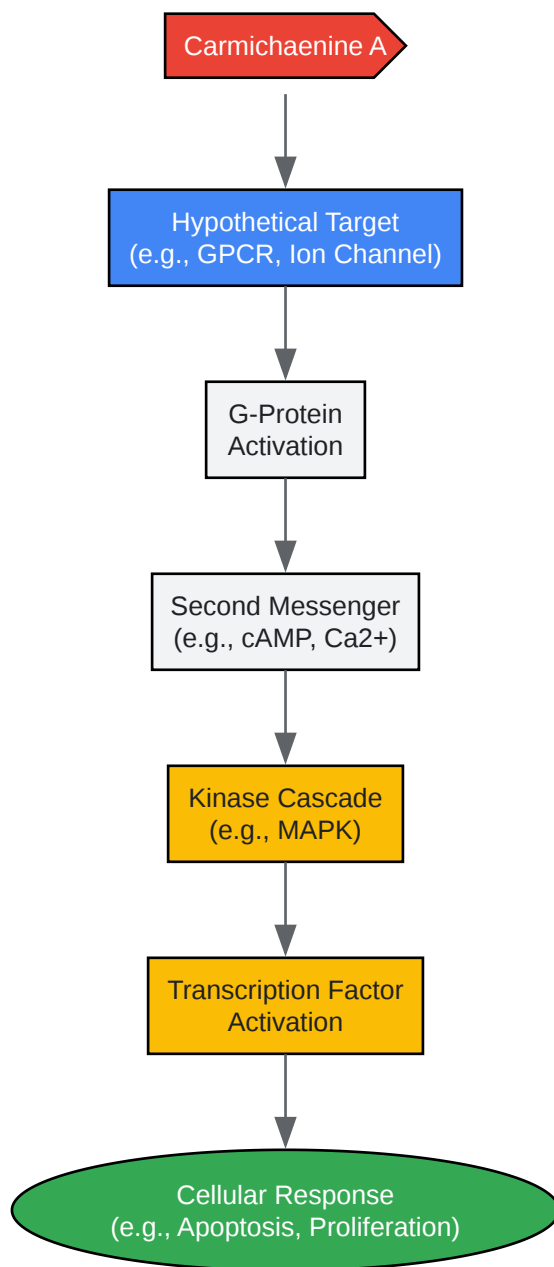 Carmichaenine A
Hypothetical Target
(e.g., GPCR, Ion Channel)
G-Protein
Activation
Second Messenger
(e.g., cAMP, Ca2+)
Kinase Cascade
(e.g., MAPK)
Transcription Factor
Activation
Cellular Response
(e.g., Apoptosis, Proliferation)